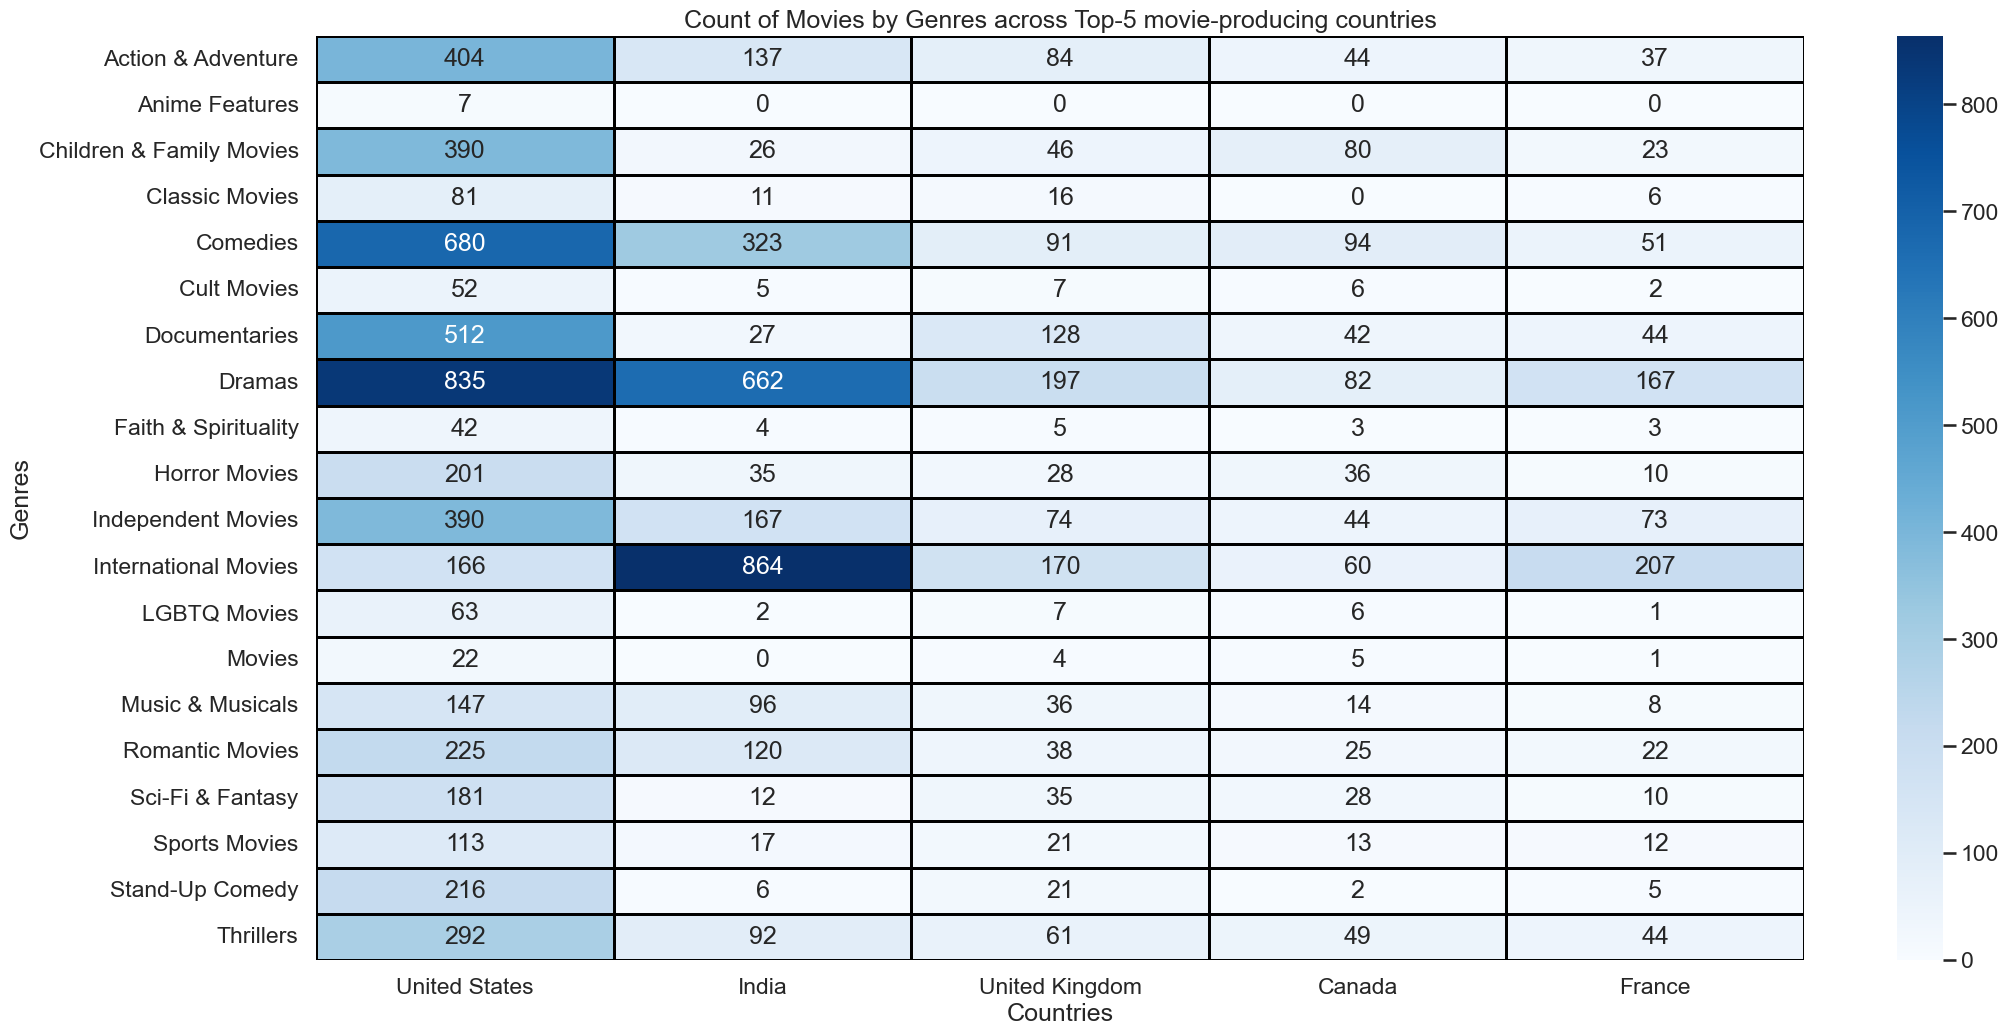 Count of Movies by Genres across Top-5 movie-producing countries
Genres
Action & Adventure 404 137 84 44 37
Anime Features 7 0 0 0 0
Children & Family Movies 390 26 46 80 23
Classic Movies 81 11 16 0 6
Comedies 680 323 91 94 51
Cult Movies 52 5 7 6 2
Documentaries 512 27 128 42 44
Dramas 835 662 197 82 167
Faith & Spirituality 42 4 5 3 3
Horror Movies 201 35 28 36 10
Independent Movies 390 167 74 44 73
International Movies 166 864 170 60 207
LGBTQ Movies 63 2 7 6 1
Movies 22 0 4 5 1
Music & Musicals 147 96 36 14 8
Romantic Movies 225 120 38 25 22
Sci-Fi & Fantasy 181 12 35 28 10
Sports Movies 113 17 21 13 12
Stand-Up Comedy 216 6 21 2 5
Thrillers 292 92 61 49 44
United States India United Kingdom Canada France
Countries
800
700
600
500
400
300
200
100
0